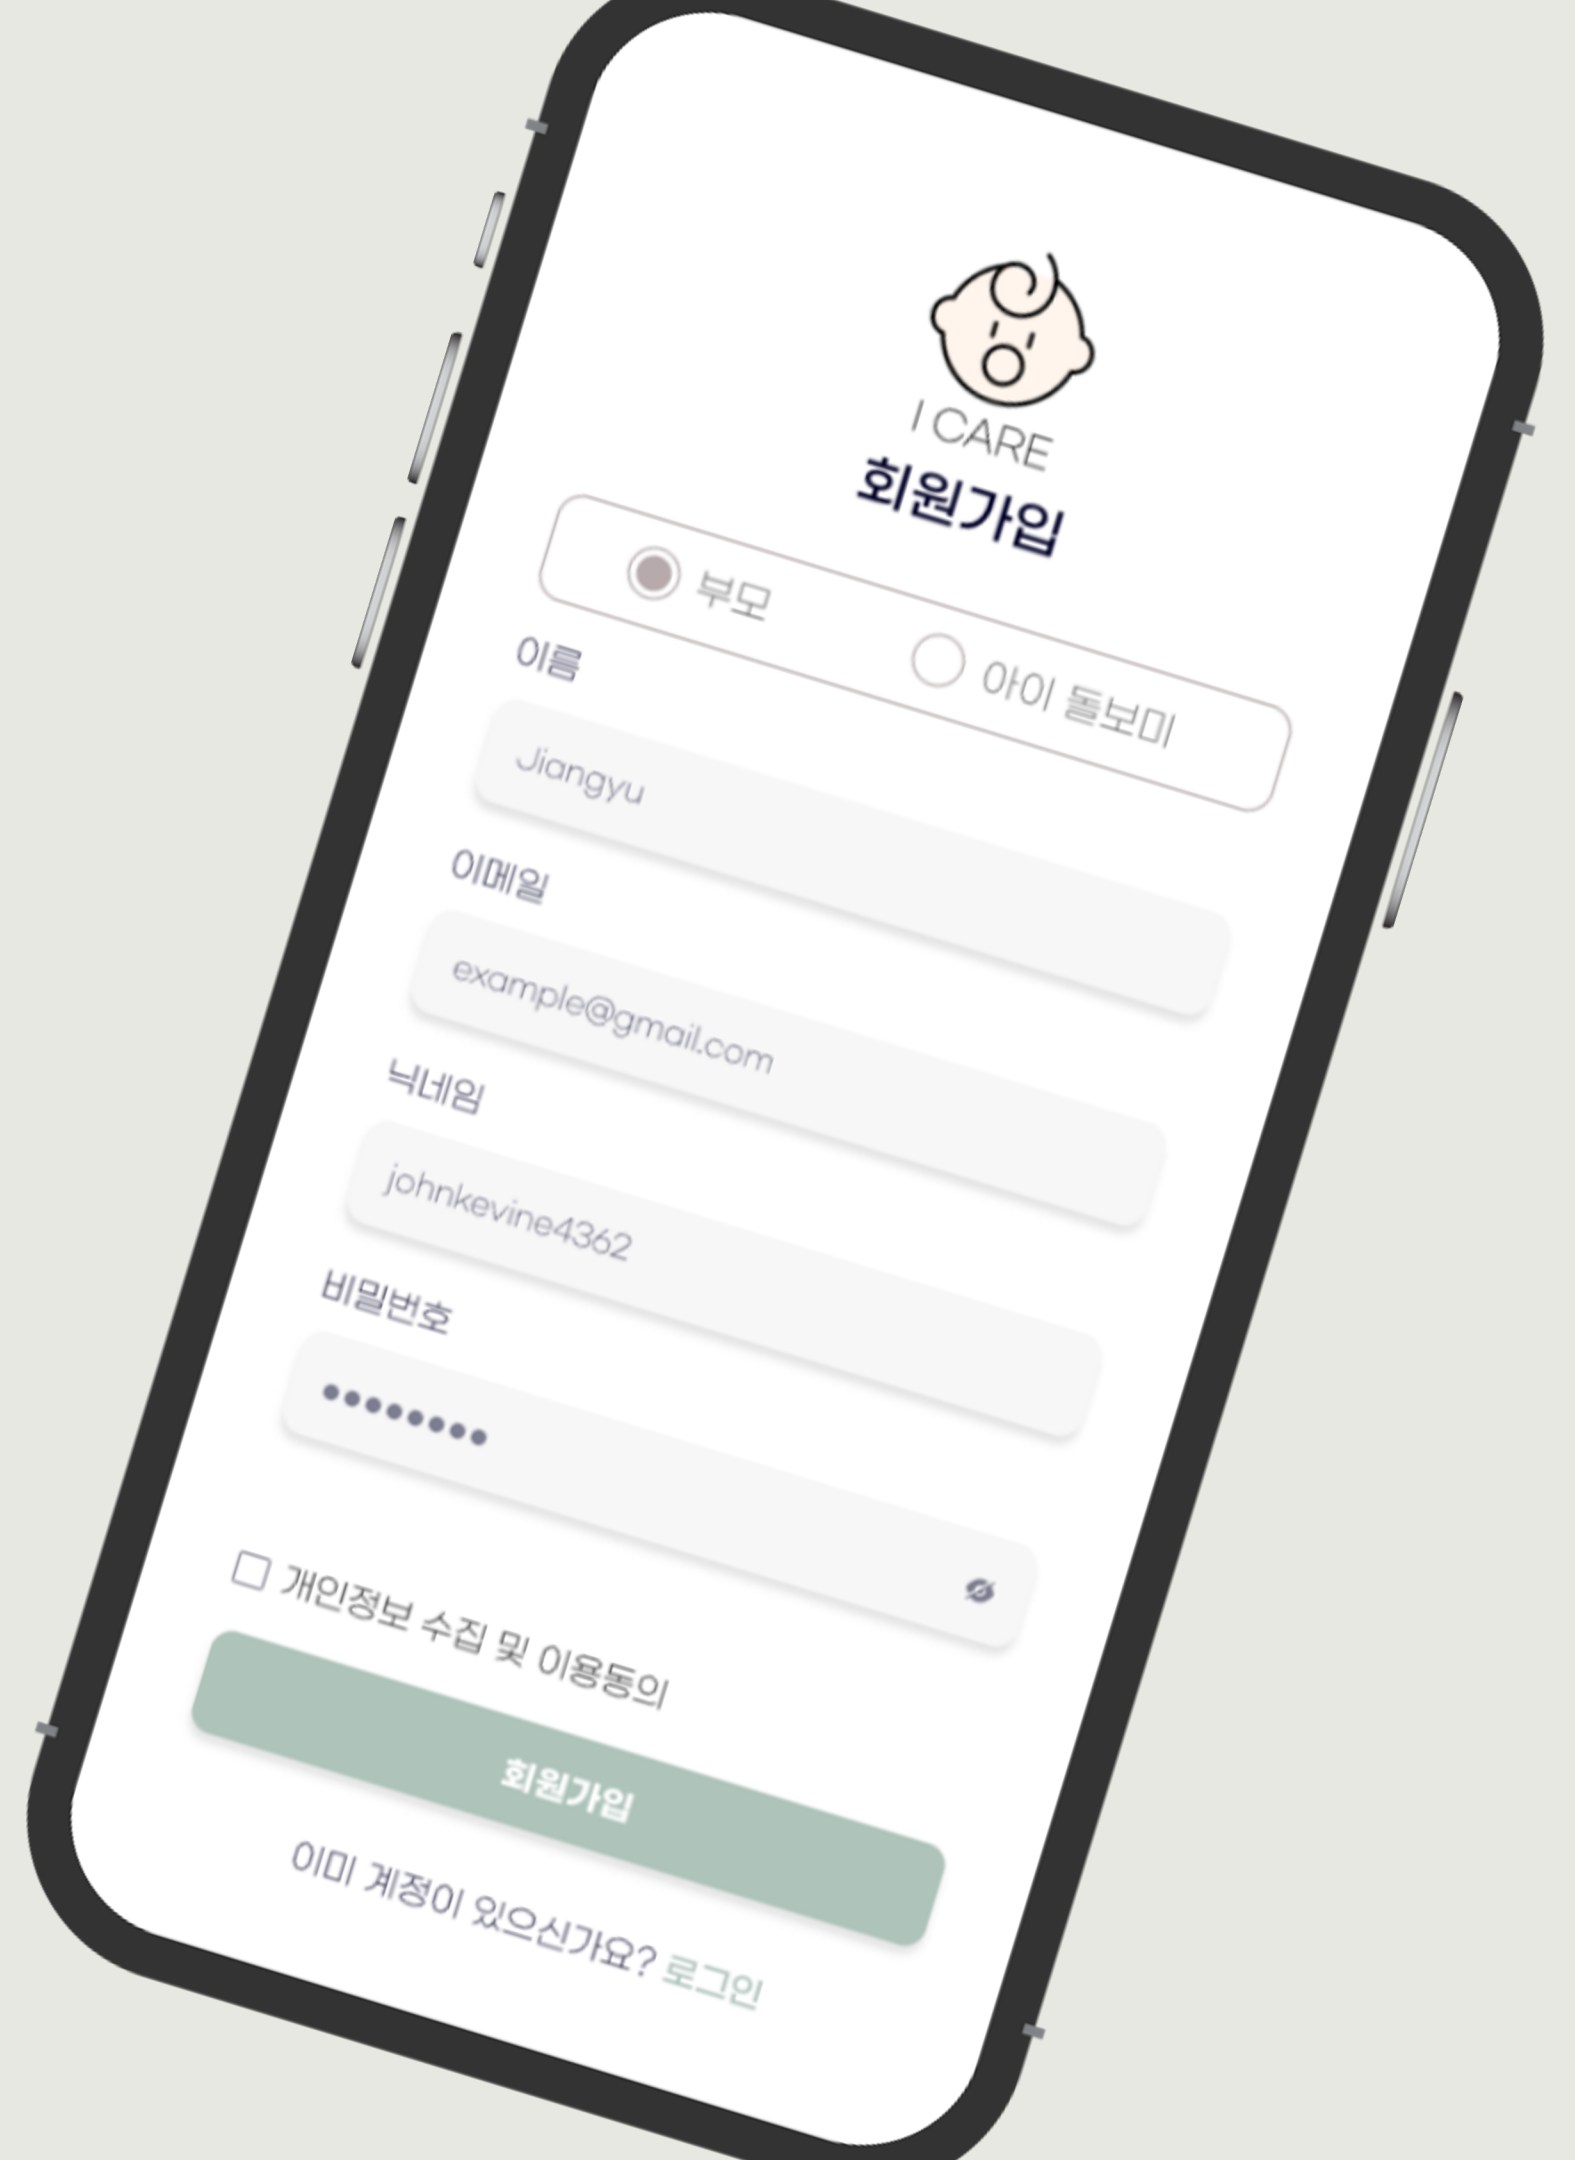 I CARE
회원가입
부모 아이 돌보미
이름
Jiangyu
이메일
example@gmail.com
닉네임
johnkevine4362
비밀번호
••••••••
개인정보 수집 및 이용동의
회원가입
이미 계정이 있으신가요? 로그인